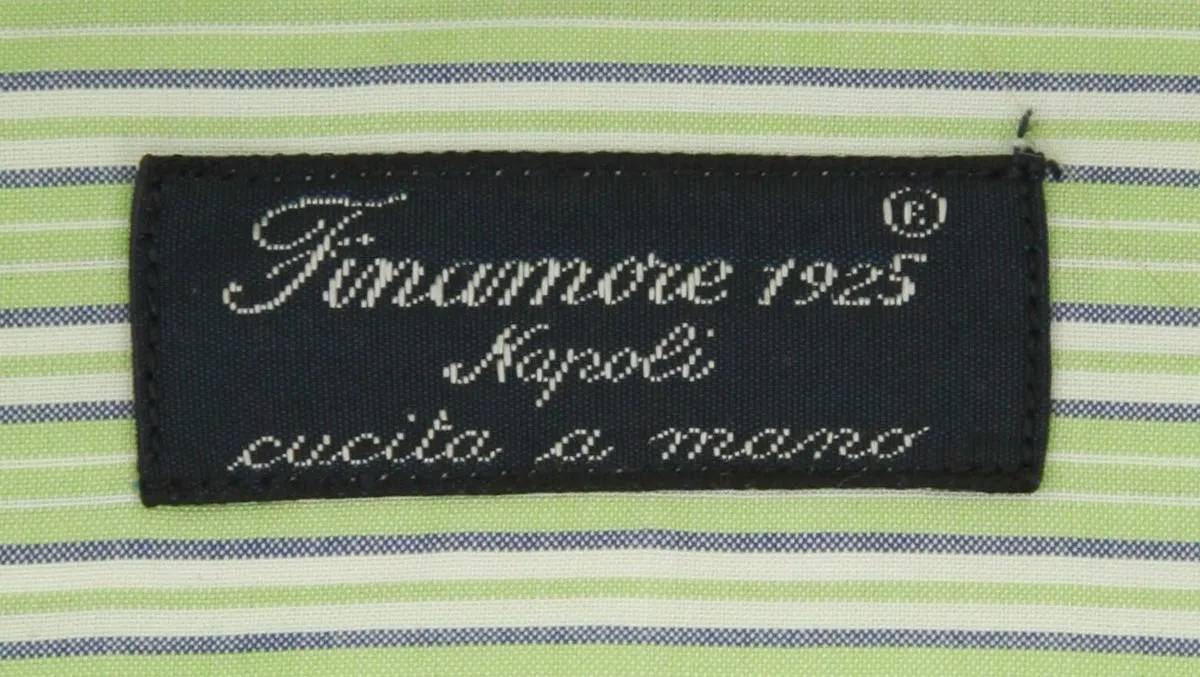 Finamore 1925 ®
Napoli
cucita a mano